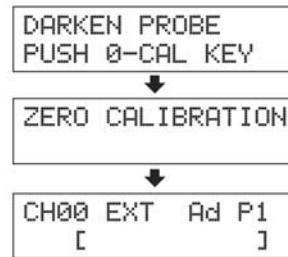 DARKEN PROBE
PUSH 0-CAL KEY
ZERO CALIBRATION
CH00 EXT Ad P1
[ ]